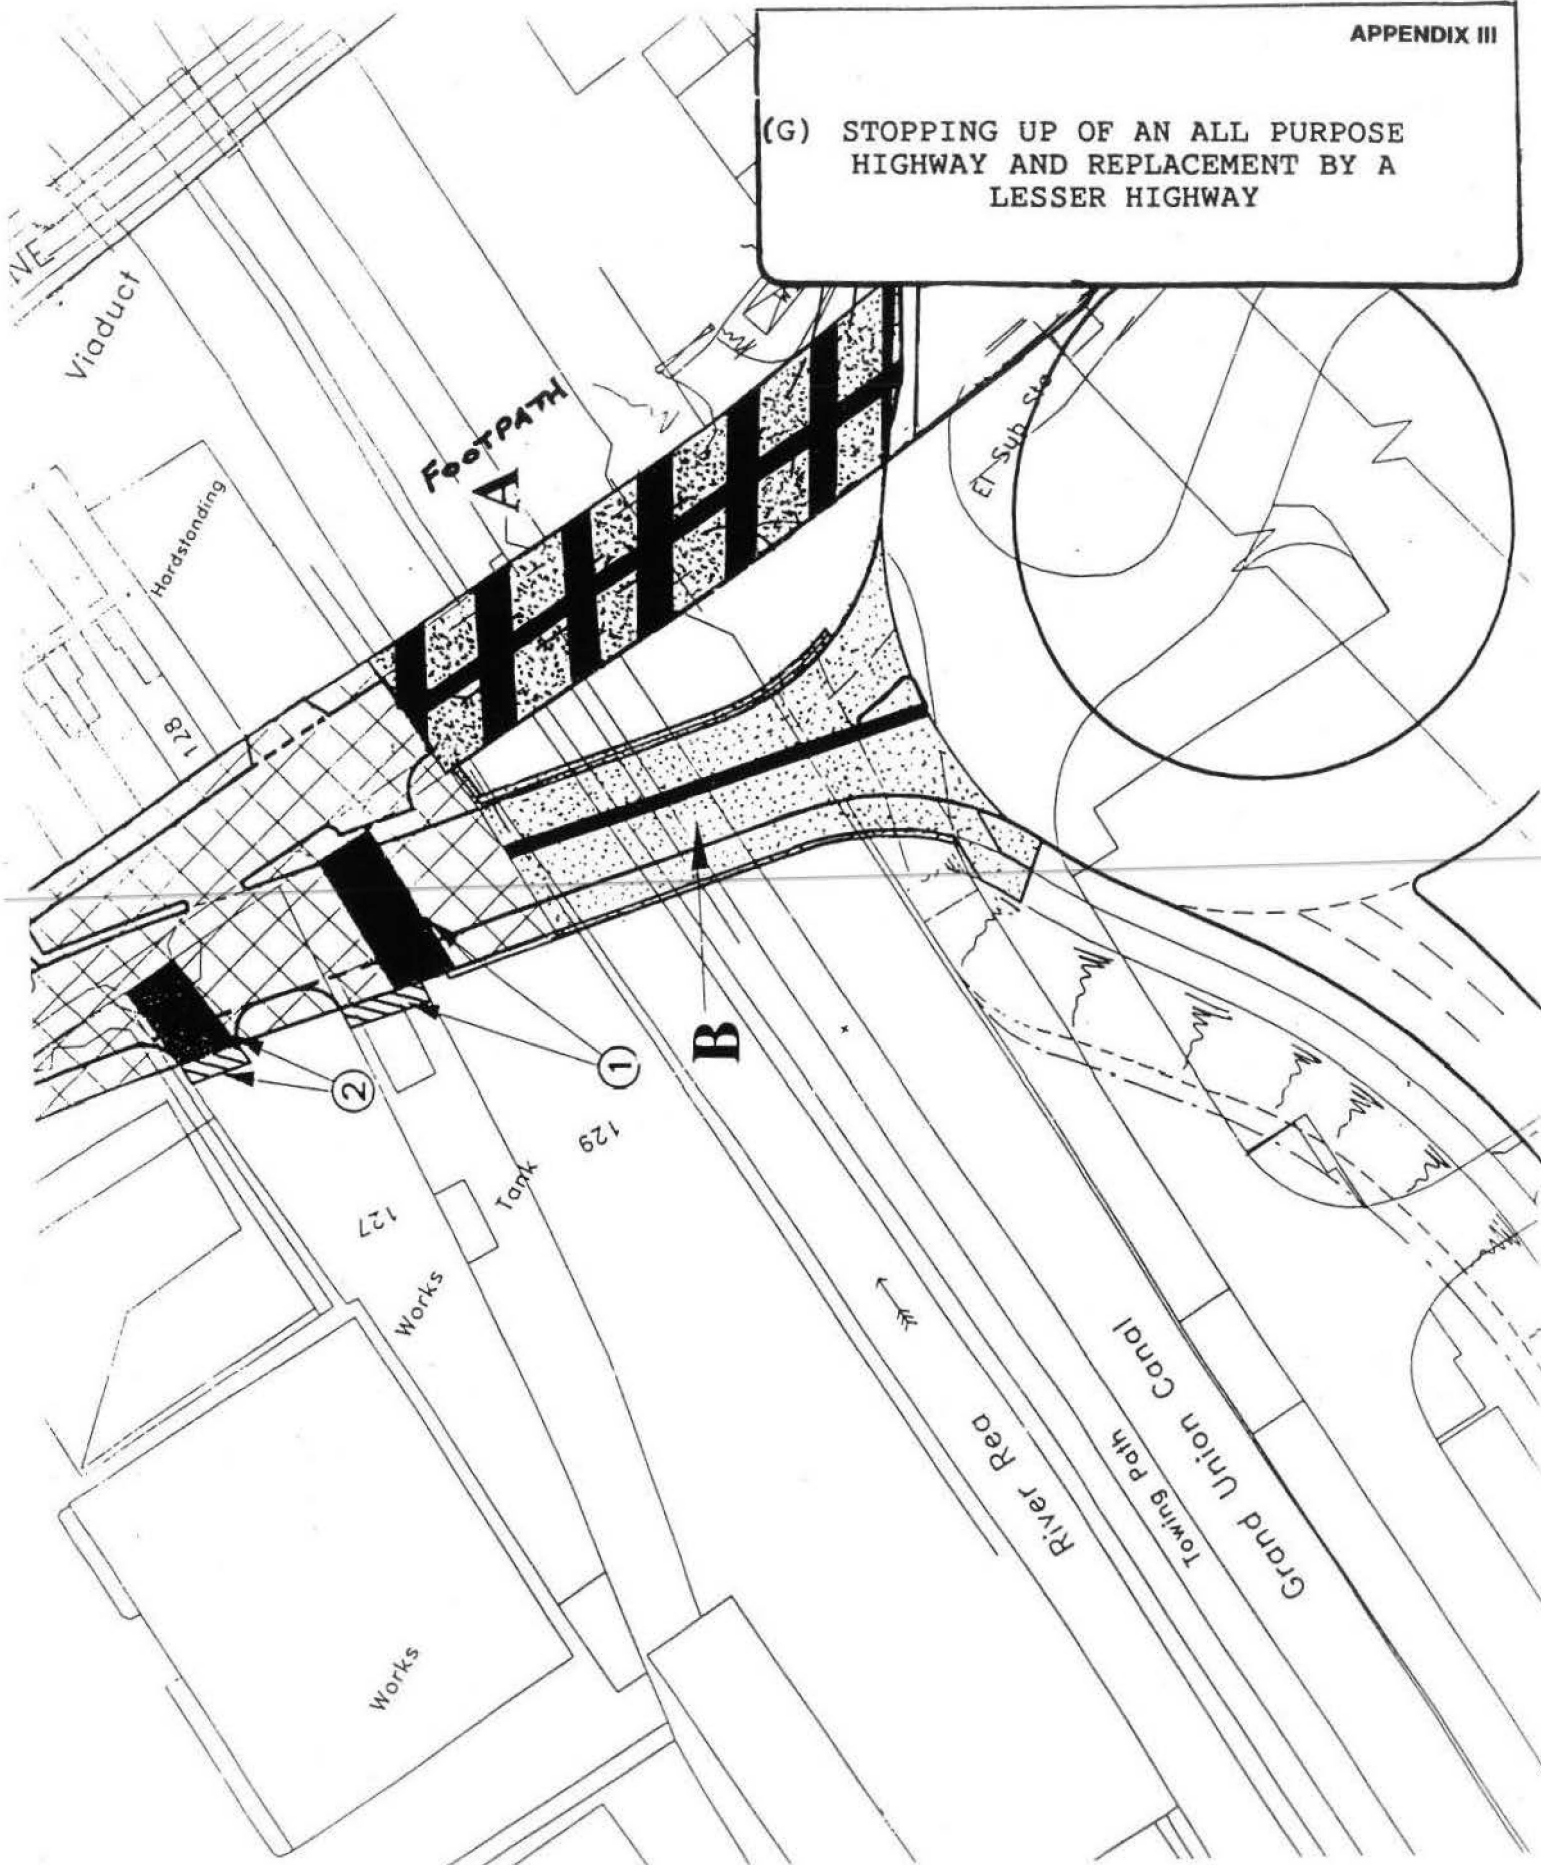 APPENDIX III
(G) STOPPING UP OF AN ALL PURPOSE
HIGHWAY AND REPLACEMENT BY A
LESSER HIGHWAY
Viaduct
FOOTPATH
A
Hardstanding
El Sub Sta
128
B
1
2
129
127
Tank
Works
Works
River Rea
Towing Path
Grand Union Canal